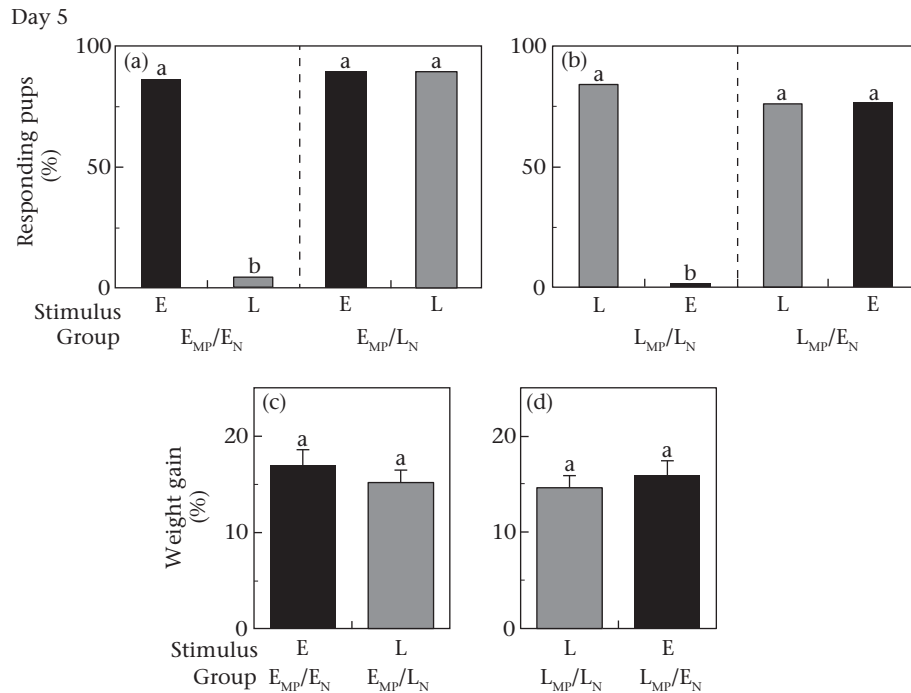 Day 5
100
50
0
Responding pups
(%)
(a)
a
b
a
a
E
L
E
L
Stimulus
Group
E_MP/E_N
E_MP/L_N
100
50
0
(b)
a
b
a
a
L
E
L
E
L_MP/L_N
L_MP/E_N
20
10
0
Weight gain
(%)
(c)
a
a
E
L
Stimulus
Group
E_MP/E_N
E_MP/L_N
20
10
0
(d)
a
a
L
E
L_MP/L_N
L_MP/E_N